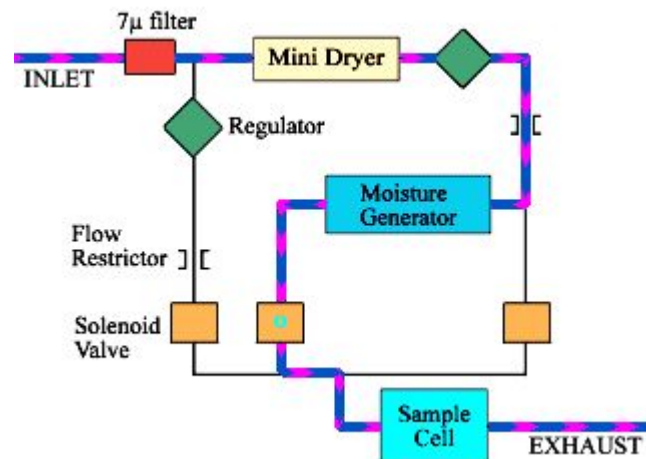 7μ filter
INLET
Mini Dryer
Regulator
Moisture
Generator
Flow
Restrictor
Solenoid
Valve
Sample
Cell
EXHAUST